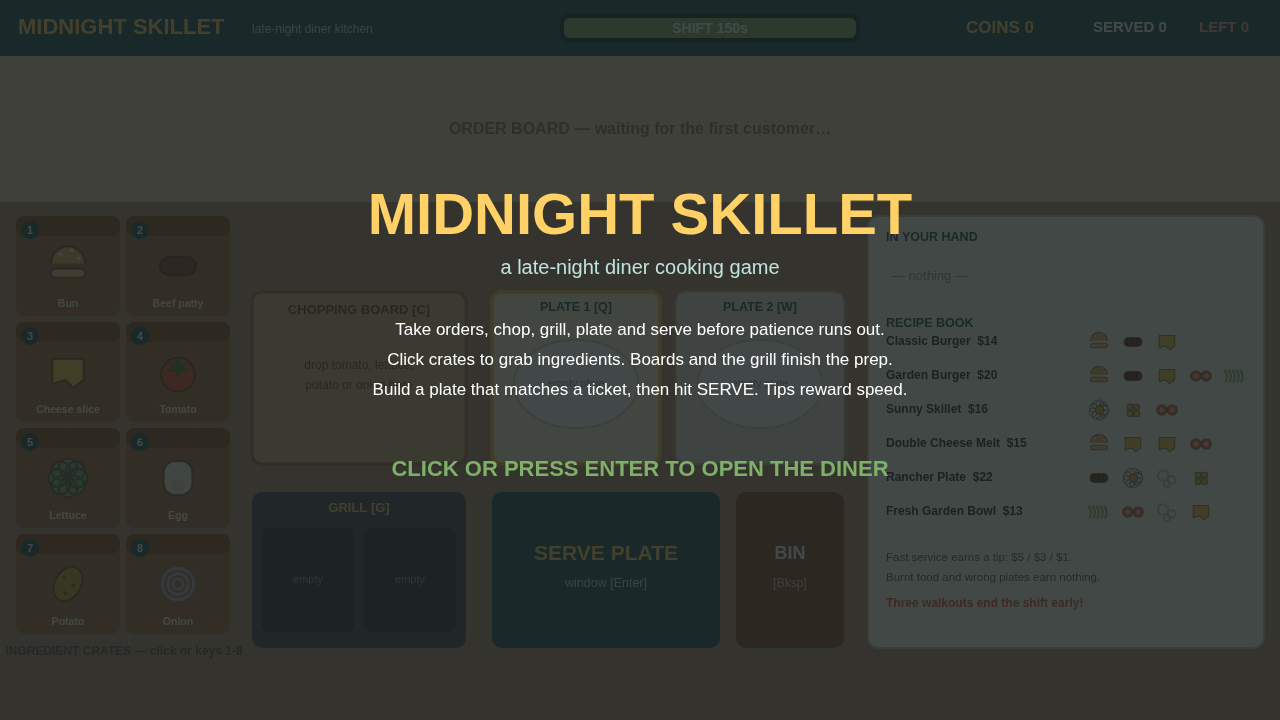 MIDNIGHT SKILLET
late-night diner kitchen
SHIFT 150s
COINS 0
SERVED 0
LEFT 0
ORDER BOARD — waiting for the first customer…
MIDNIGHT SKILLET
a late-night diner cooking game
Take orders, chop, grill, plate and serve before patience runs out.
Click crates to grab ingredients. Boards and the grill finish the prep.
Build a plate that matches a ticket, then hit SERVE. Tips reward speed.
CLICK OR PRESS ENTER TO OPEN THE DINER
1
Bun
2
Beef patty
3
Cheese slice
4
Tomato
5
Lettuce
6
Egg
7
Potato
8
Onion
INGREDIENT CRATES — click or keys 1-8
CHOPPING BOARD [C]
drop tomato, lettuce,
potato or onion
PLATE 1 [Q]
PLATE 2 [W]
GRILL [G]
empty
empty
SERVE PLATE
window [Enter]
BIN
[Bksp]
IN YOUR HAND
— nothing —
RECIPE BOOK
Classic Burger $14
Garden Burger $20
Sunny Skillet $16
Double Cheese Melt $15
Rancher Plate $22
Fresh Garden Bowl $13
Fast service earns a tip: $5 / $3 / $1.
Burnt food and wrong plates earn nothing.
Three walkouts end the shift early!